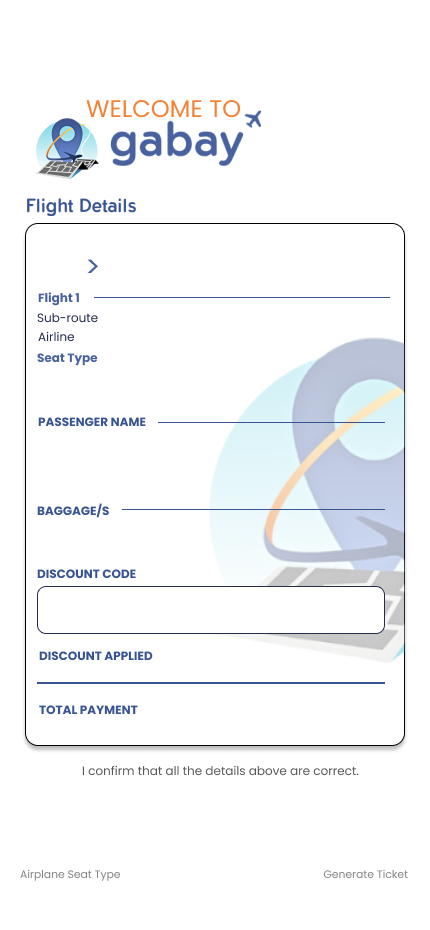 WELCOME TO
gabay
Flight Details
Flight 1
Sub-route
Airline
Seat Type
PASSENGER NAME
BAGGAGE/S
DISCOUNT CODE
DISCOUNT APPLIED
TOTAL PAYMENT
I confirm that all the details above are correct.
Airplane Seat Type
Generate Ticket